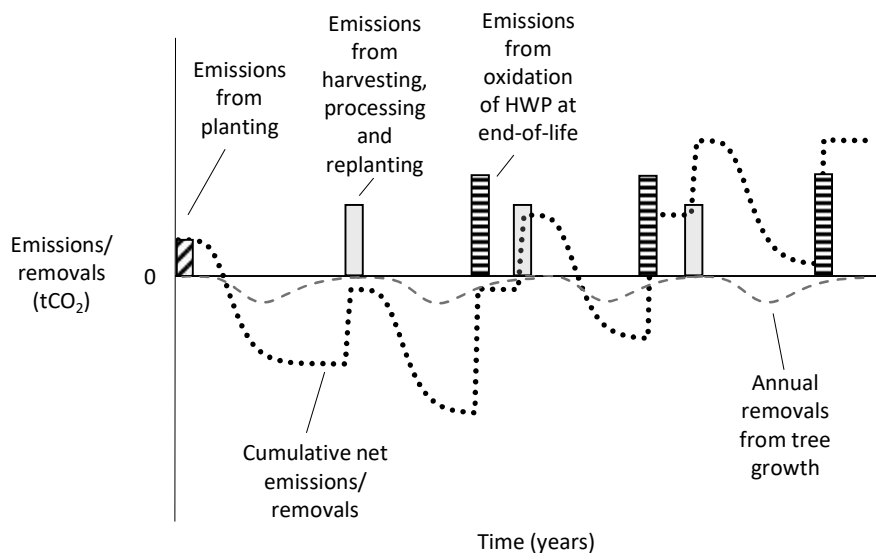 Emissions
from
planting
Emissions
from
harvesting,
processing
and
replanting
Emissions
from
oxidation
of HWP at
end-of-life
Emissions/
removals
(tCO₂)
0
Cumulative net
emissions/
removals
Annual
removals
from tree
growth
Time (years)